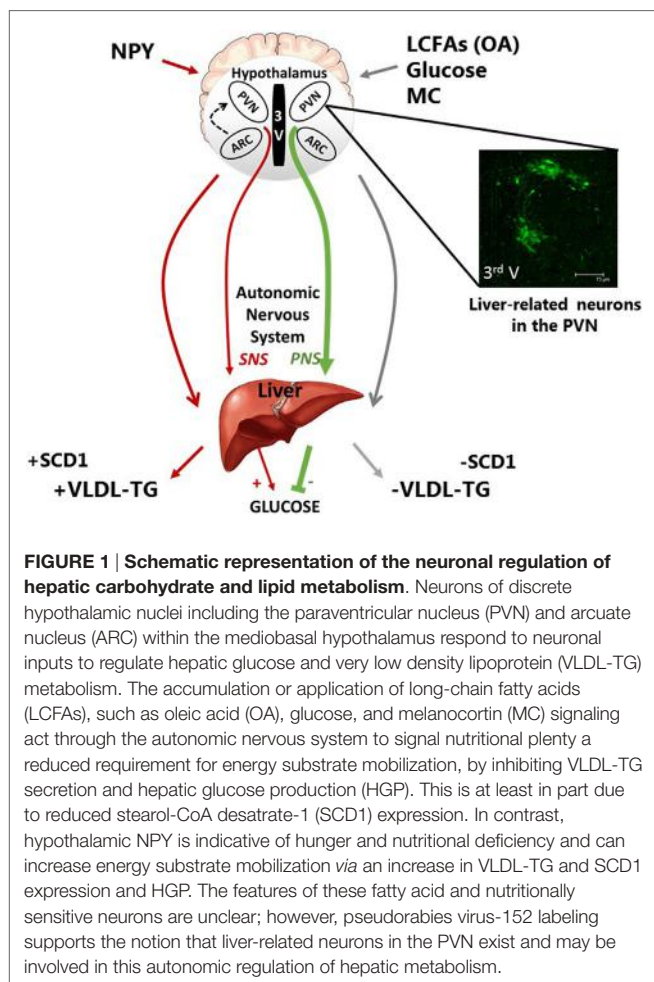 NPY
LCFAs (OA)
Glucose
MC
Hypothalamus
PVN
3
V
PVN
ARC
ARC
3rd V
15 µm
Liver-related neurons
in the PVN
Autonomic
Nervous
System
SNS
PNS
Liver
+SCD1
+VLDL-TG
+
-
GLUCOSE
-SCD1
-VLDL-TG
FIGURE 1 | Schematic representation of the neuronal regulation of
hepatic carbohydrate and lipid metabolism. Neurons of discrete
hypothalamic nuclei including the paraventricular nucleus (PVN) and arcuate
nucleus (ARC) within the mediobasal hypothalamus respond to neuronal
inputs to regulate hepatic glucose and very low density lipoprotein (VLDL-TG)
metabolism. The accumulation or application of long-chain fatty acids
(LCFAs), such as oleic acid (OA), glucose, and melanocortin (MC) signaling
act through the autonomic nervous system to signal nutritional plenty a
reduced requirement for energy substrate mobilization, by inhibiting VLDL-TG
secretion and hepatic glucose production (HGP). This is at least in part due
to reduced stearol-CoA desatrate-1 (SCD1) expression. In contrast,
hypothalamic NPY is indicative of hunger and nutritional deficiency and can
increase energy substrate mobilization via an increase in VLDL-TG and SCD1
expression and HGP. The features of these fatty acid and nutritionally
sensitive neurons are unclear; however, pseudorabies virus-152 labeling
supports the notion that liver-related neurons in the PVN exist and may be
involved in this autonomic regulation of hepatic metabolism.